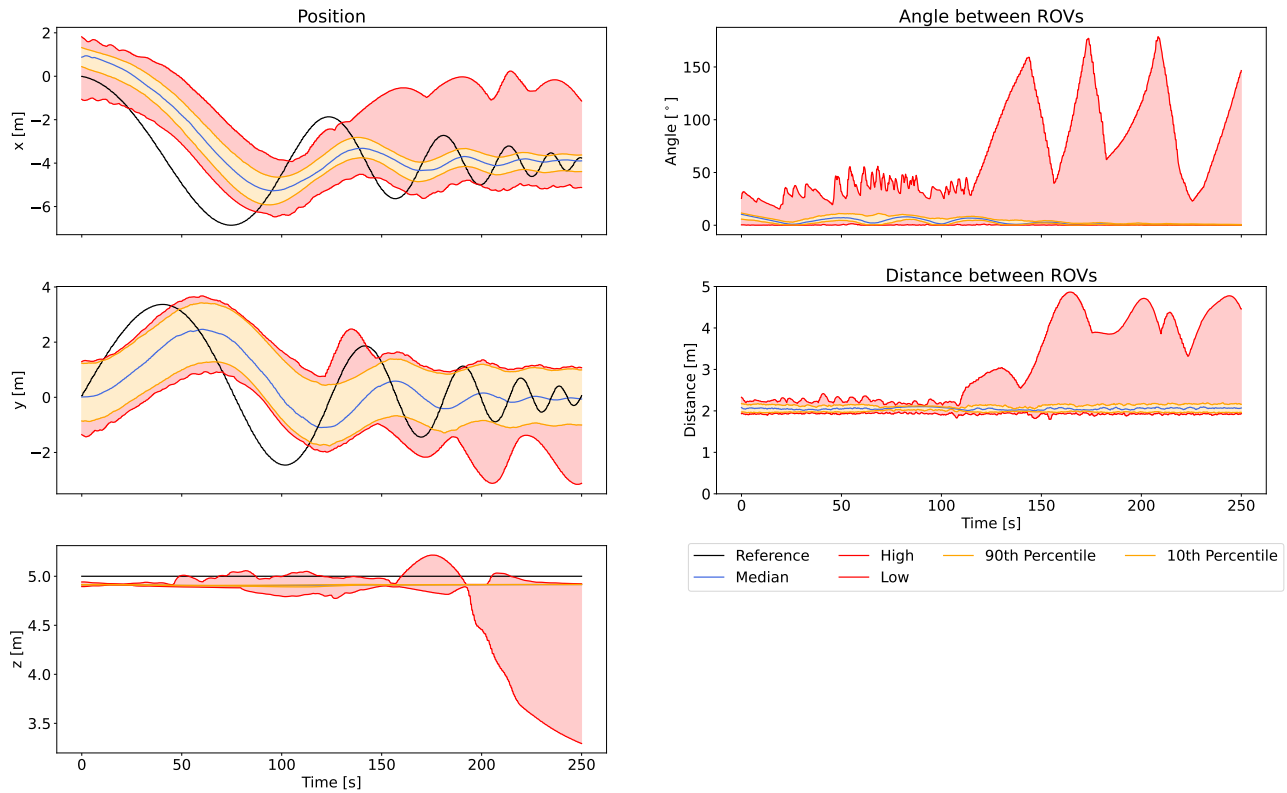 Position
2
0
−2
−4
−6
x [m]
Angle between ROVs
150
100
50
0
Angle [°]
4
2
0
−2
y [m]
Distance between ROVs
5
4
3
2
1
0
Distance [m]
0 50 100 150 200 250
Time [s]
5.0
4.5
4.0
3.5
z [m]
0 50 100 150 200 250
Time [s]
Reference High 90th Percentile 10th Percentile
Median Low